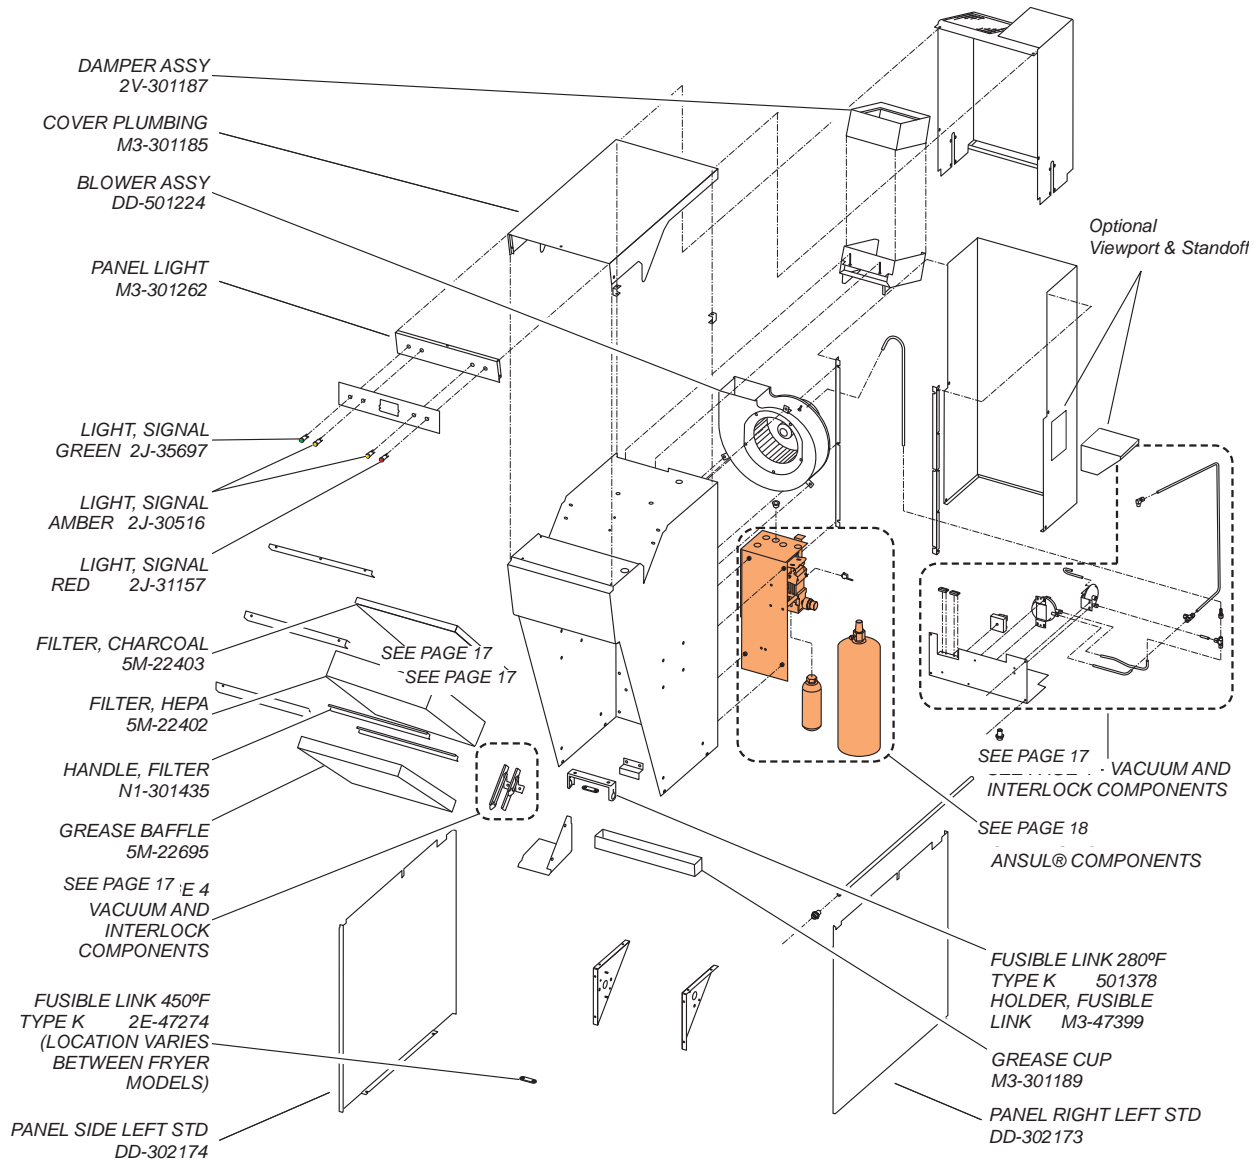 DAMPER ASSY
2V-301187
COVER PLUMBING
M3-301185
BLOWER ASSY
DD-501224
PANEL LIGHT
M3-301262
Optional
Viewport & Standoff
LIGHT, SIGNAL
GREEN 2J-35697
LIGHT, SIGNAL
AMBER 2J-30516
LIGHT, SIGNAL
RED 2J-31157
FILTER, CHARCOAL
5M-22403
SEE PAGE 17
SEE PAGE 17
FILTER, HEPA
5M-22402
HANDLE, FILTER
N1-301435
GREASE BAFFLE
5M-22695
SEE PAGE 17 E 4
VACUUM AND
INTERLOCK
COMPONENTS
FUSIBLE LINK 450ºF
TYPE K 2E-47274
(LOCATION VARIES
BETWEEN FRYER
MODELS)
PANEL SIDE LEFT STD
DD-302174
SEE PAGE 17
- VACUUM AND
INTERLOCK COMPONENTS
SEE PAGE 18
ANSUL® COMPONENTS
FUSIBLE LINK 280ºF
TYPE K 501378
HOLDER, FUSIBLE
LINK M3-47399
GREASE CUP
M3-301189
PANEL RIGHT LEFT STD
DD-302173